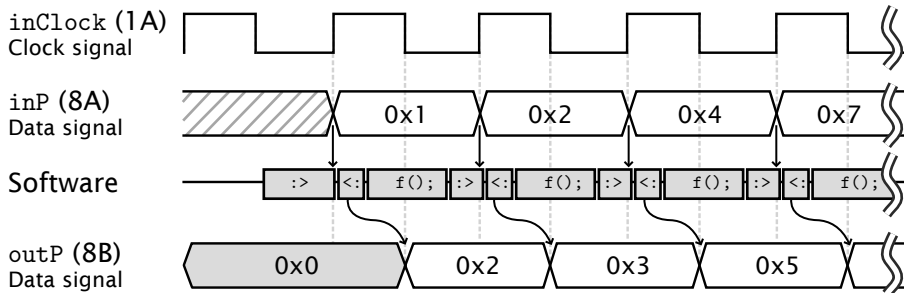 inClock (1A)
Clock signal
inP (8A)
Data signal
0x1 0x2 0x4 0x7
Software
:> <: f(); :> <: f(); :> <: f(); :> <: f();
outP (8B)
Data signal
0x0 0x2 0x3 0x5